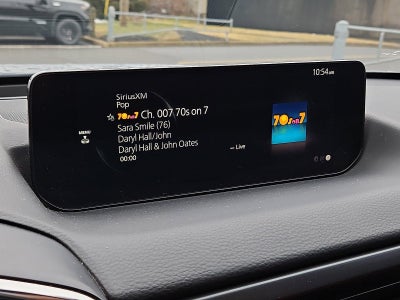 10:54AM
SiriusXM
Pop
70s on 7 Ch. 007 70s on 7
70s on 7
Sara Smile (76)
MENU
Daryl Hall/John
Daryl Hall & John Oates
-- Live
00:00